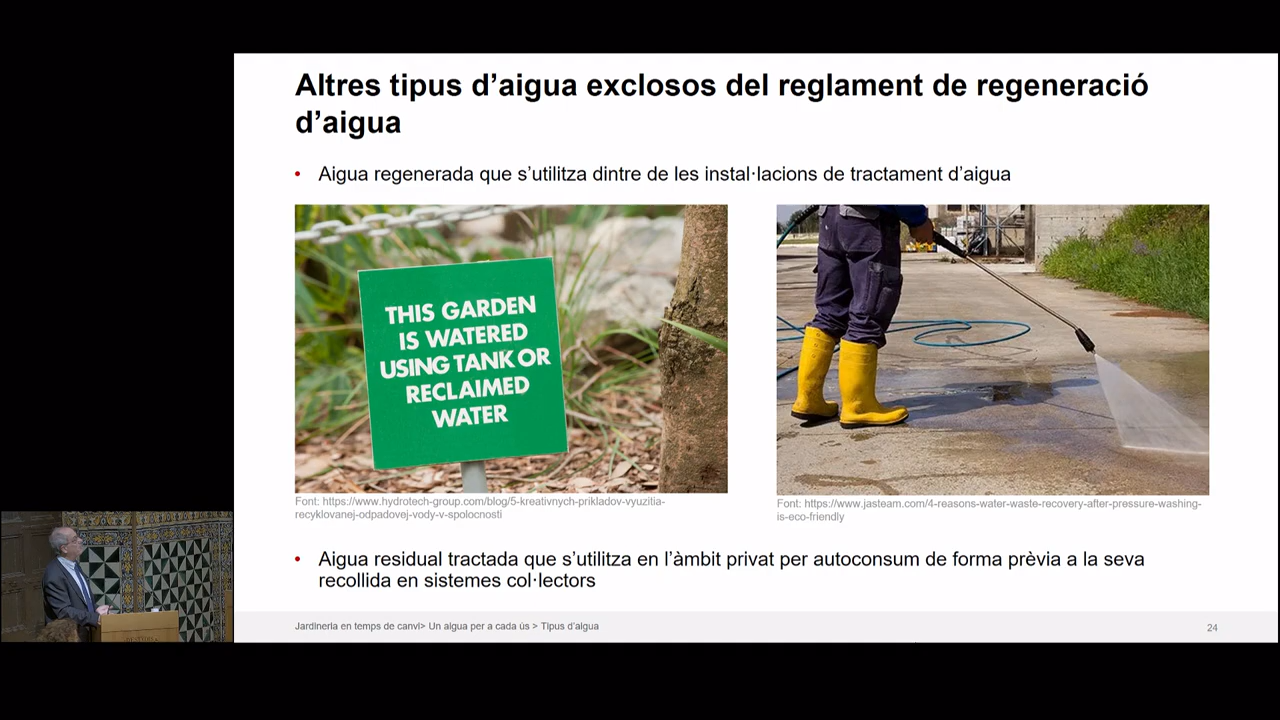 Altres tipus d’aigua exclosos del reglament de regeneració
d’aigua
• Aigua regenerada que s’utilitza dintre de les instal·lacions de tractament d’aigua
THIS GARDEN
IS WATERED
USING TANK OR
RECLAIMED
WATER
Font: https://www.hydrotech-group.com/blog/5-kreativnych-prikladov-vyuzitia-
recyklovanej-odpadovej-vody-v-spolocnosti
Font: https://www.jasteam.com/4-reasons-water-waste-recovery-after-pressure-washing-
is-eco-friendly
• Aigua residual tractada que s’utilitza en l’àmbit privat per autoconsum de forma prèvia a la seva
recollida en sistemes col·lectors
Jardineria en temps de canvi> Un aigua per a cada ús > Tipus d’aigua
24